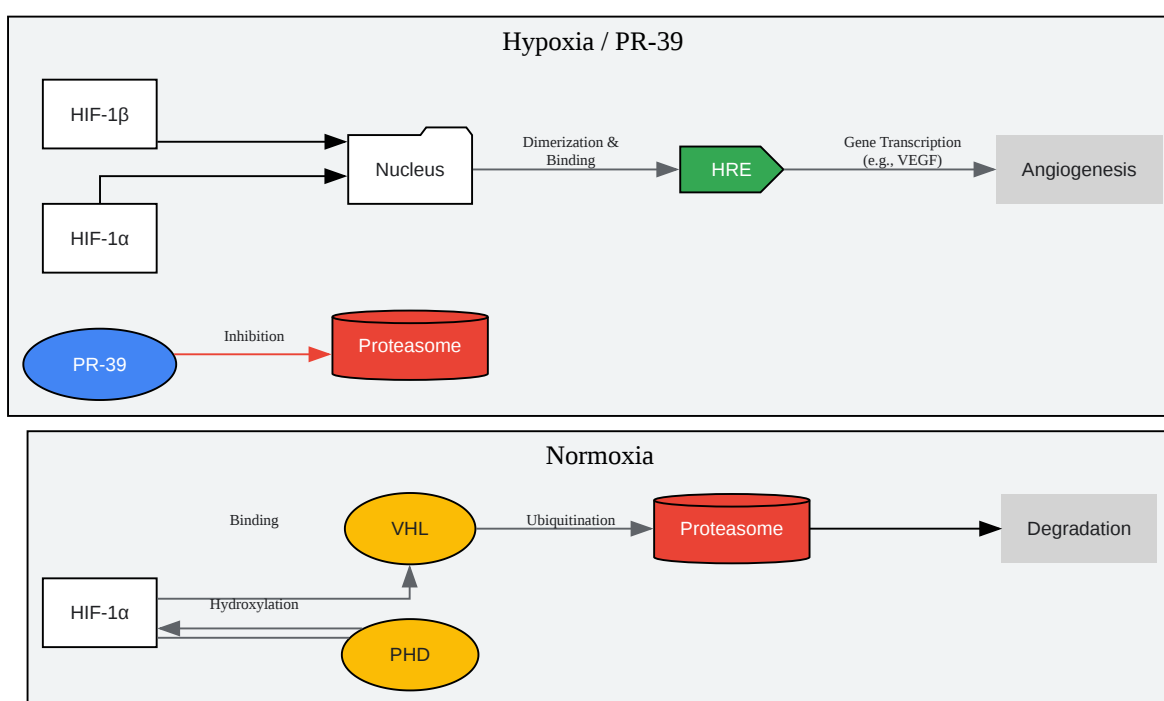 Hypoxia / PR-39
HIF-1β
Nucleus
Dimerization &
Binding
HRE
Gene Transcription
(e.g., VEGF)
Angiogenesis
HIF-1α
PR-39
Inhibition
Proteasome
Normoxia
Binding
VHL
Ubiquitination
Proteasome
Degradation
HIF-1α
Hydroxylation
PHD